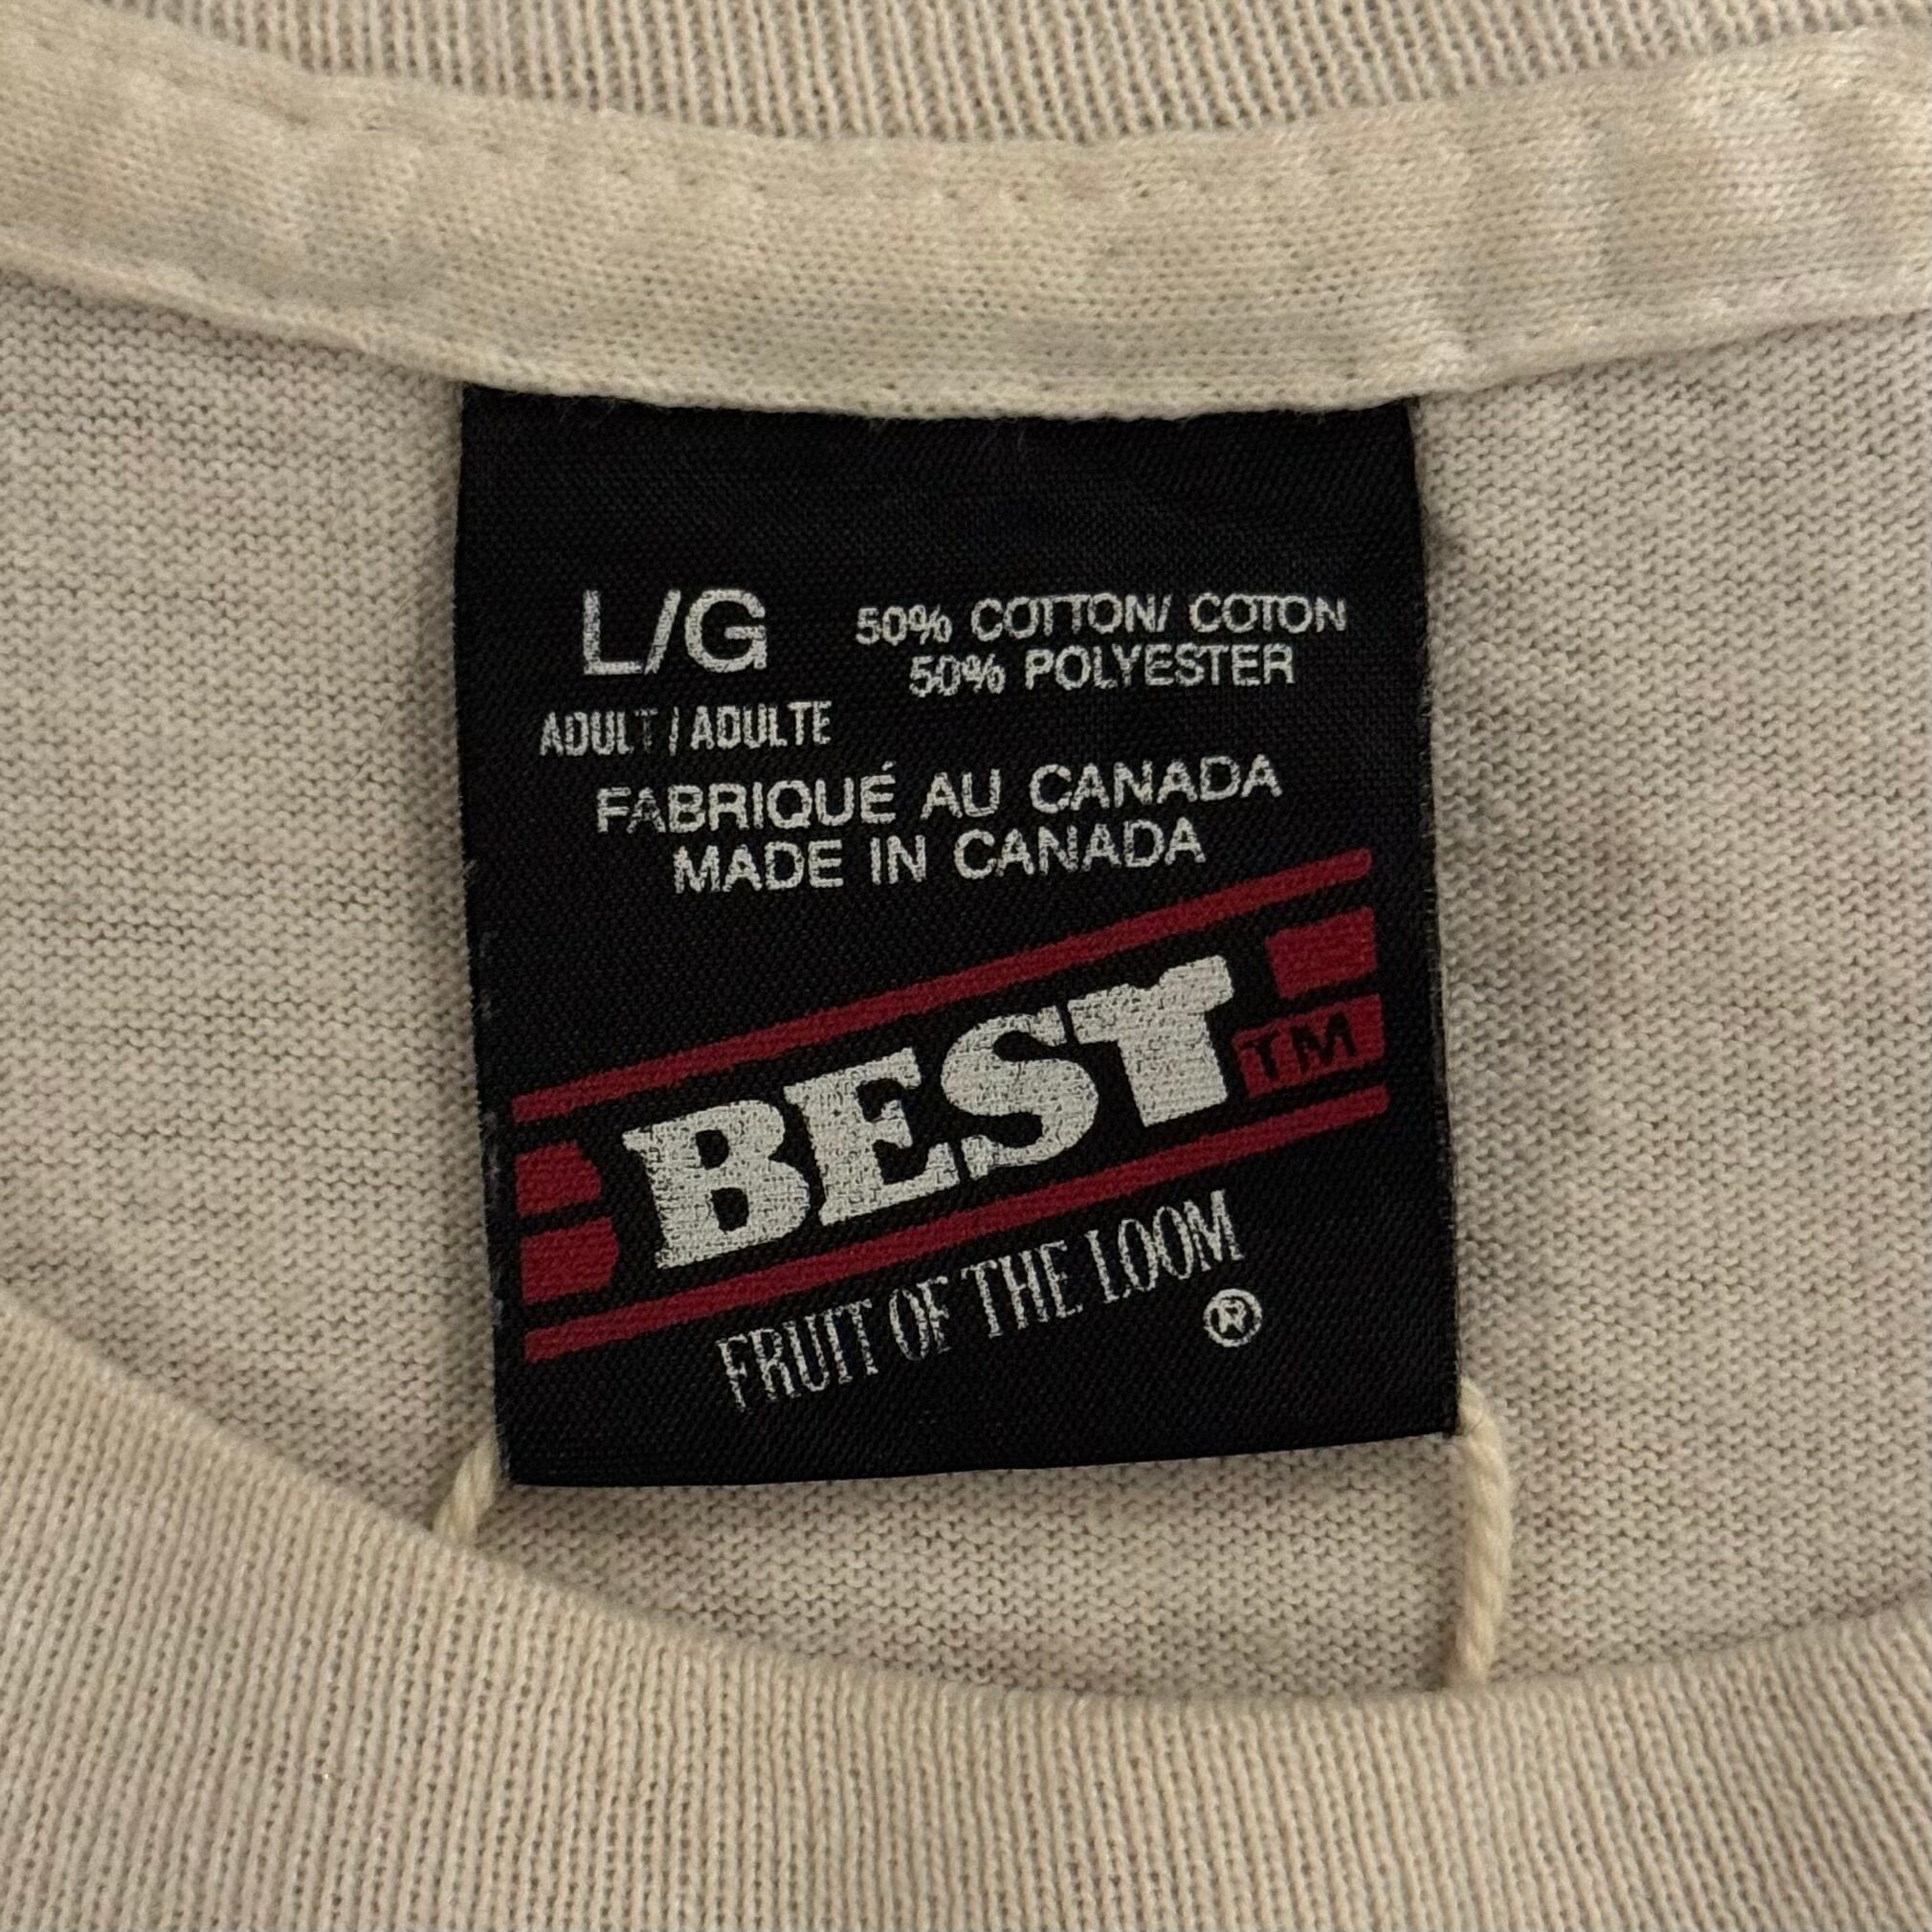 L/G
50% COTTON/ COTON
50% POLYESTER
ADULT / ADULTE
FABRIQUÉ AU CANADA
MADE IN CANADA
BEST TM
FRUIT OF THE LOOM
®